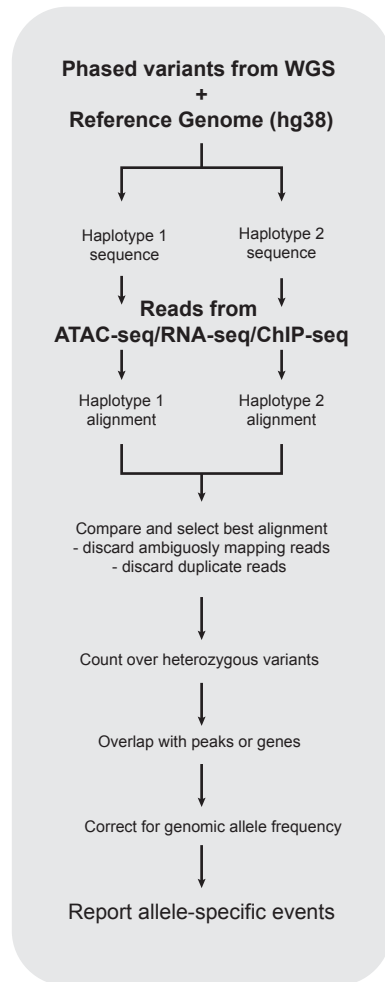 Phased variants from WGS
+
Reference Genome (hg38)
Haplotype 1
sequence
Haplotype 2
sequence
Reads from
ATAC-seq/RNA-seq/ChIP-seq
Haplotype 1
alignment
Haplotype 2
alignment
Compare and select best alignment
- discard ambiguosly mapping reads
- discard duplicate reads
Count over heterozygous variants
Overlap with peaks or genes
Correct for genomic allele frequency
Report allele-specific events